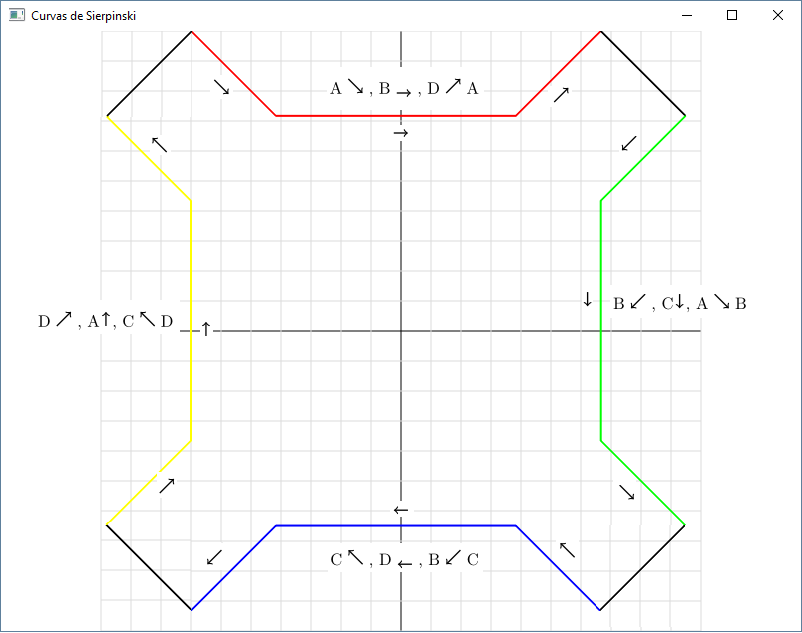 Curvas de Sierpinski
A ↘ , B → , D ↗ A
↘
↗
→
↖
↙
↓
B ↙ , C↓, A ↘ B
D ↗ , A↑, C ↖ D
↑
↗
↘
←
↙
↖
C ↖ , D ← , B ↙ C